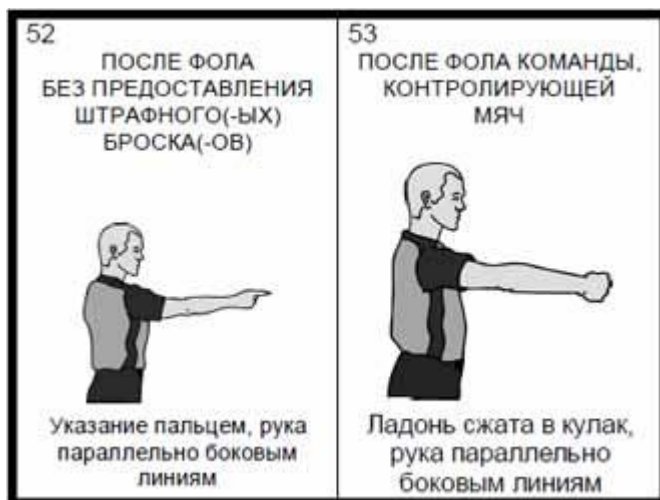 52
ПОСЛЕ ФОЛА
БЕЗ ПРЕДОСТАВЛЕНИЯ
ШТРАФНОГО(-ЫХ)
БРОСКА(-ОВ)
Указание пальцем, рука
параллельно боковым
линиям
53
ПОСЛЕ ФОЛА КОМАНДЫ,
КОНТРОЛИРУЮЩЕЙ
МЯЧ
Ладонь сжата в кулак,
рука параллельно
боковым линиям